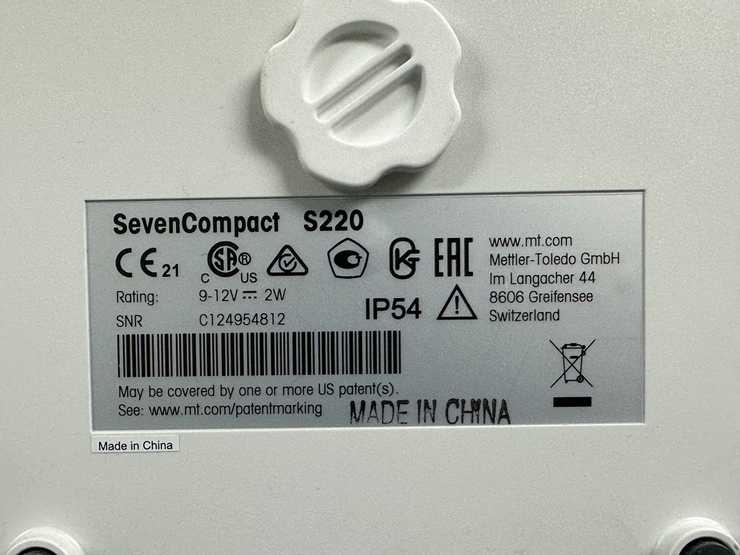 SevenCompact S220
CE 21
C SA® US
EAC
www.mt.com
Mettler-Toledo GmbH
Im Langacher 44
8606 Greifensee
Switzerland
Rating: 9-12V 2W
SNR C124954812
IP54
May be covered by one or more US patent(s).
See: www.mt.com/patentmarking
MADE IN CHINA
Made in China